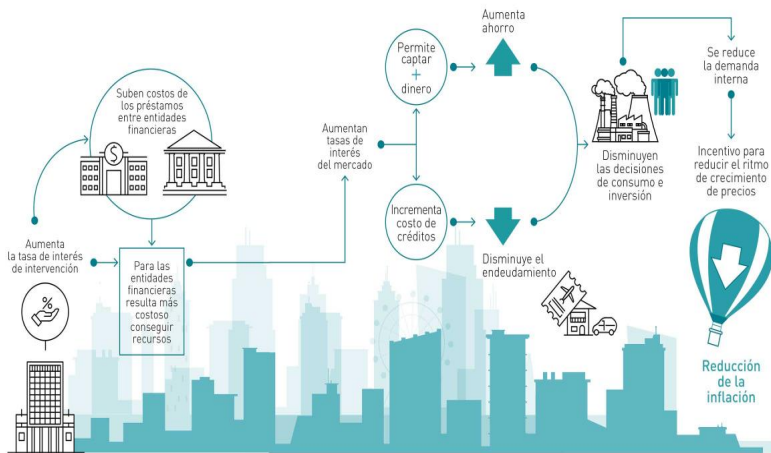 Aumenta
la tasa de interés
de intervención
%
Suben costos de
los préstamos
entre entidades
financieras
$
Para las
entidades
financieras
resulta más
costoso
conseguir
recursos
Aumentan
tasas de
interés
del mercado
Permite
captar
+
dinero
Aumenta
ahorro
Incrementa
costo de
créditos
Disminuye el
endeudamiento
Disminuyen
las decisiones
de consumo e
inversión
Se reduce
la demanda
interna
Incentivo para
reducir el ritmo
de crecimiento
de precios
Reducción
de la
inflación